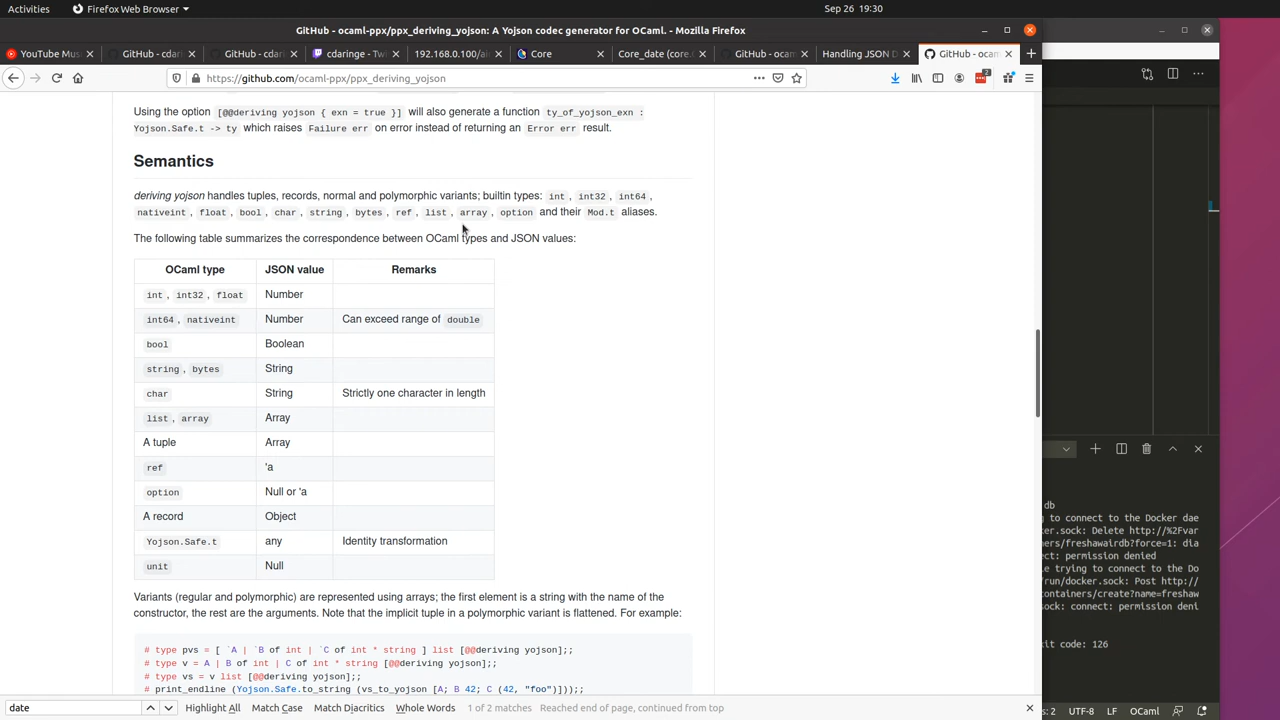 Activities
Firefox Web Browser
Sep 26 19:30
GitHub - ocaml-ppx/ppx_deriving_yojson: A Yojson codec generator for OCaml. - Mozilla Firefox
YouTube Mus
GitHub - cdari
GitHub - cdari
cdaringe - Twi
192.168.0.100/ai
Core
Core_date (core.C
GitHub - ocam
Handling JSON D
GitHub - ocam
https://github.com/ocaml-ppx/ppx_deriving_yojson
2
Using the option [@@deriving yojson { exn = true }] will also generate a function ty_of_yojson_exn :
Yojson.Safe.t -> ty which raises Failure err on error instead of returning an Error err result.
Semantics
deriving yojson handles tuples, records, normal and polymorphic variants; builtin types: int, int32, int64,
nativeint, float, bool, char, string, bytes, ref, list, array, option and their Mod.t aliases.
The following table summarizes the correspondence between OCaml types and JSON values:
OCaml type JSON value Remarks
int, int32, float Number
int64, nativeint Number Can exceed range of double
bool Boolean
string, bytes String
char String Strictly one character in length
list, array Array
A tuple Array
ref 'a
option Null or 'a
A record Object
Yojson.Safe.t any Identity transformation
unit Null
Variants (regular and polymorphic) are represented using arrays; the first element is a string with the name of the
constructor, the rest are the arguments. Note that the implicit tuple in a polymorphic variant is flattened. For example:
# type pvs = [ `A | `B of int | `C of int * string ] list [@@deriving yojson];;
# type v = A | B of int | C of int * string [@@deriving yojson];;
# type vs = v list [@@deriving yojson];;
# print_endline (Yojson.Safe.to_string (vs_to_yojson [A; B 42; C (42, "foo")]));;
date
Highlight All
Match Case
Match Diacritics
Whole Words
1 of 2 matches
Reached end of page, continued from top
db
g to connect to the Docker dae
ker.sock: Delete http://%2Fvar
ners/freshawairdb?force=1: dia
ect: permission denied
le trying to connect to the Do
/run/docker.sock: Post http://
containers/create?name=freshaw
sock: connect: permission deni
xit code: 126
s: 2
UTF-8
LF
OCaml